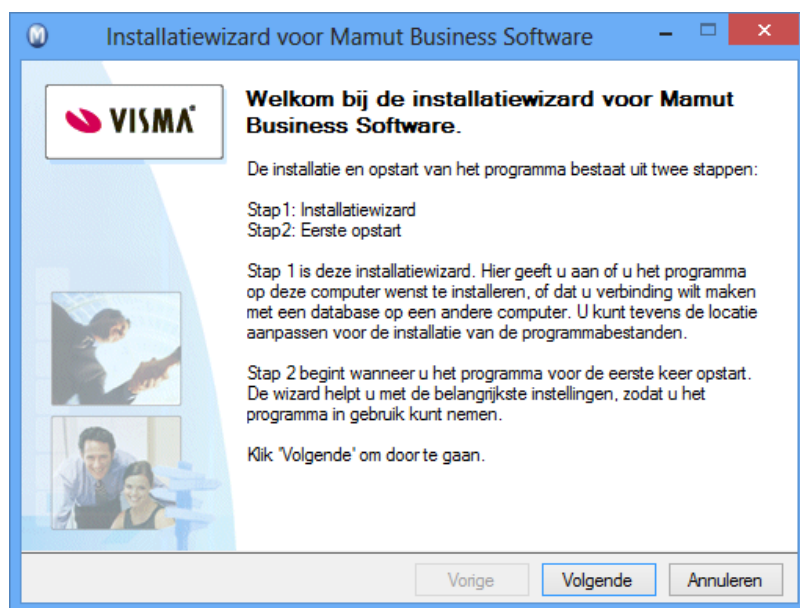 Installatiewizard voor Mamut Business Software
VISMA
Welkom bij de installatiewizard voor Mamut
Business Software.
De installatie en opstart van het programma bestaat uit twee stappen:
Stap1: Installatiewizard
Stap2: Eerste opstart
Stap 1 is deze installatiewizard. Hier geeft u aan of u het programma
op deze computer wenst te installeren, of dat u verbinding wilt maken
met een database op een andere computer. U kunt tevens de locatie
aanpassen voor de installatie van de programmabestanden.
Stap 2 begint wanneer u het programma voor de eerste keer opstart.
De wizard helpt u met de belangrijkste instellingen, zodat u het
programma in gebruik kunt nemen.
Klik 'Volgende' om door te gaan.
Vorige
Volgende
Annuleren